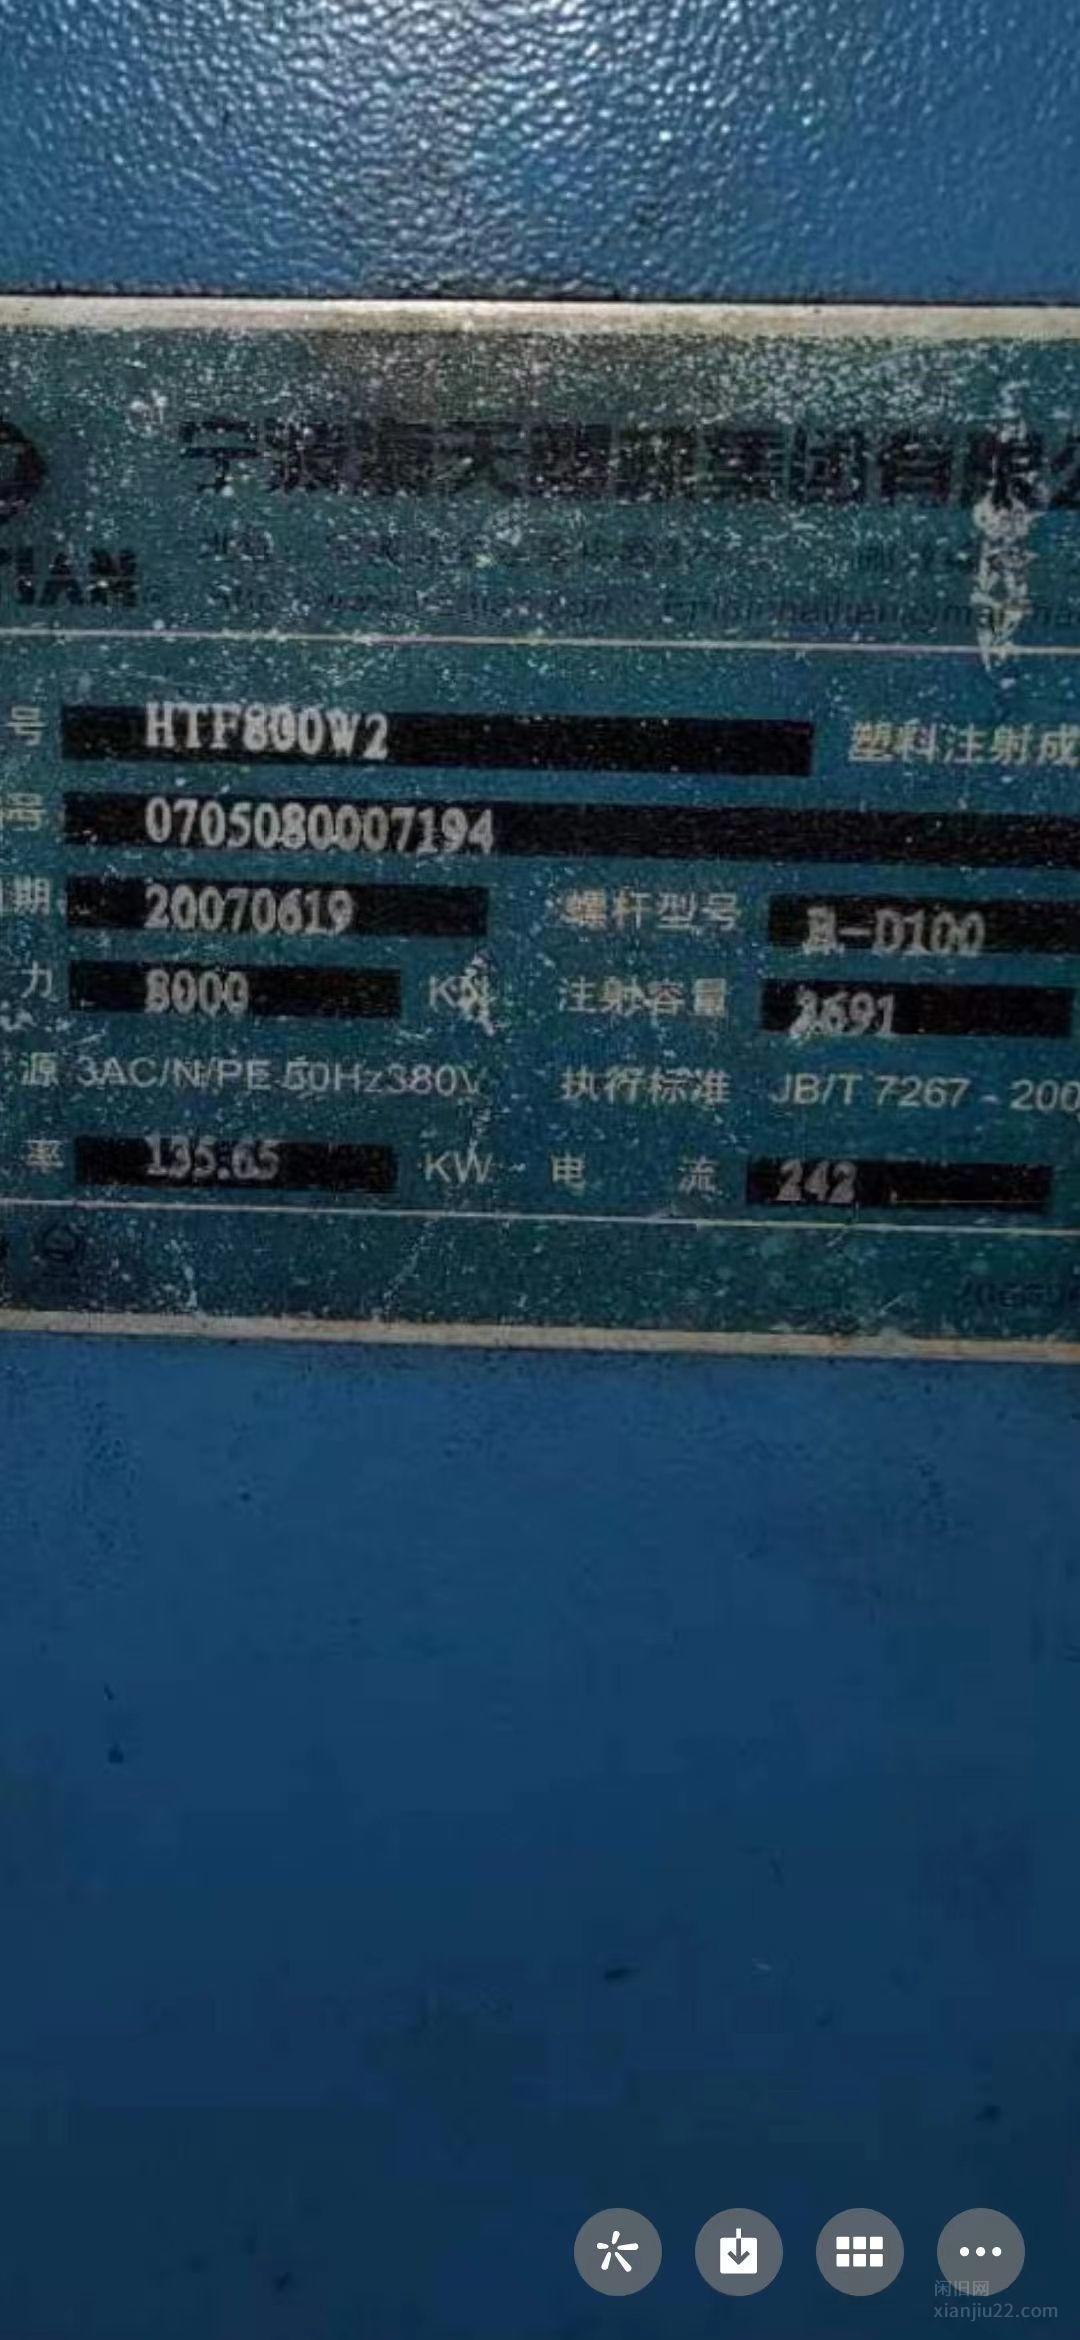 宁波海天塑机集团有限公
TIAN
号 HTF800W2 塑料注射成
号 0705080007194
期 20070619 螺杆型号 -D100
力 8000 KN 注射容量 3691
源 3AC/N/PE 50Hz380V 执行标准 JB/T 7267 - 200
率 135.65 KW 电 流 242
闲旧网
xianjiu22.com